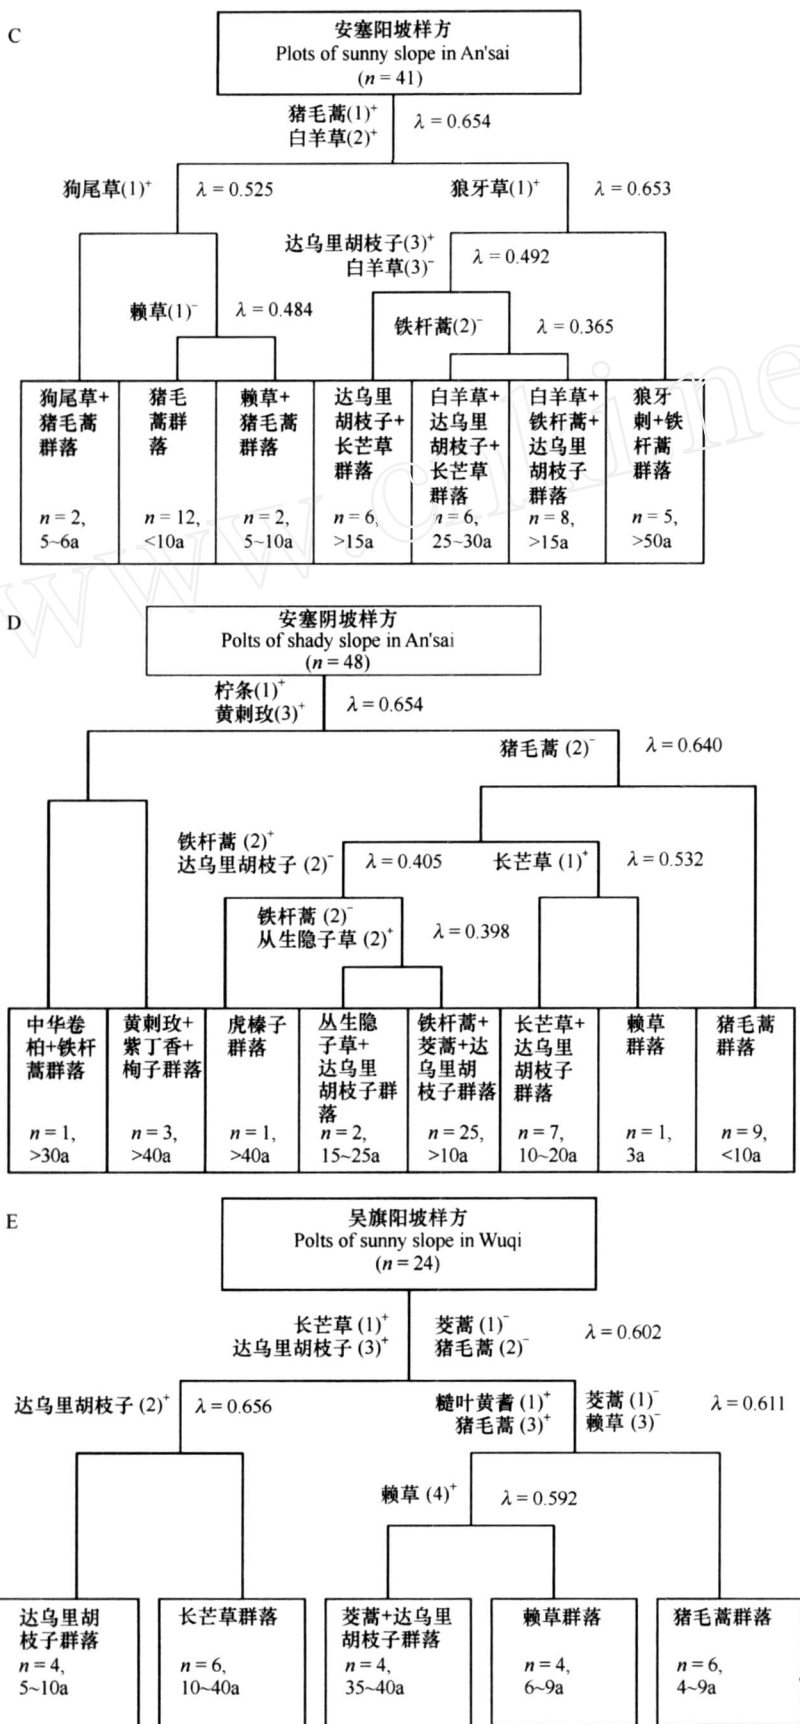 C
安塞阳坡样方
Plots of sunny slope in An'sai
(n = 41)
猪毛蒿(1)⁺
白羊草(2)⁺
λ = 0.654
狗尾草(1)⁺
λ = 0.525
狼牙草(1)⁺
λ = 0.653
达乌里胡枝子(3)⁺
白羊草(3)⁻
λ = 0.492
赖草(1)⁻
λ = 0.484
铁杆蒿(2)⁻
λ = 0.365
狗尾草+
猪毛蒿
群落
n = 2,
5~6a
猪毛
蒿群
落
n = 12,
<10a
赖草+
猪毛蒿
群落
n = 2,
5~10a
达乌里
胡枝子+
长芒草
群落
n = 6,
>15a
白羊草+
达乌里
胡枝子+
长芒草
群落
n = 6,
25~30a
白羊草+
铁杆蒿+
达乌里
胡枝子
群落
n = 8,
>15a
狼牙
刺+铁
杆蒿
群落
n = 5,
>50a
D
安塞阴坡样方
Polts of shady slope in An'sai
(n = 48)
柠条(1)⁺
黄刺玫(3)⁺
λ = 0.654
猪毛蒿 (2)⁻
λ = 0.640
铁杆蒿 (2)⁺
达乌里胡枝子 (2)⁻
λ = 0.405
长芒草 (1)⁺
λ = 0.532
铁杆蒿 (2)⁻
从生隐子草 (2)⁺
λ = 0.398
中华卷
柏+铁杆
蒿群落
n = 1,
>30a
黄刺玫+
紫丁香+
栒子群落
n = 3,
>40a
虎榛子
群落
n = 1,
>40a
丛生隐
子草+
达乌里
胡枝子群
落
n = 2,
15~25a
铁杆蒿+
茭蒿+达
乌里胡
枝子群落
n = 25,
>10a
长芒草+
达乌里
胡枝子
群落
n = 7,
10~20a
赖草
群落
n = 1,
3a
猪毛蒿
群落
n = 9,
<10a
E
吴旗阳坡样方
Polts of sunny slope in Wuqi
(n = 24)
长芒草 (1)⁺
达乌里胡枝子 (3)⁺
茭蒿 (1)⁻
猪毛蒿 (2)⁻
λ = 0.602
达乌里胡枝子 (2)⁺
λ = 0.656
糙叶黄耆 (1)⁺
猪毛蒿 (3)⁺
茭蒿 (1)⁻
赖草 (3)⁻
λ = 0.611
赖草 (4)⁺
λ = 0.592
达乌里胡
枝子群落
n = 4,
5~10a
长芒草群落
n = 6,
10~40a
茭蒿+达乌里
胡枝子群落
n = 4,
35~40a
赖草群落
n = 4,
6~9a
猪毛蒿群落
n = 6,
4~9a